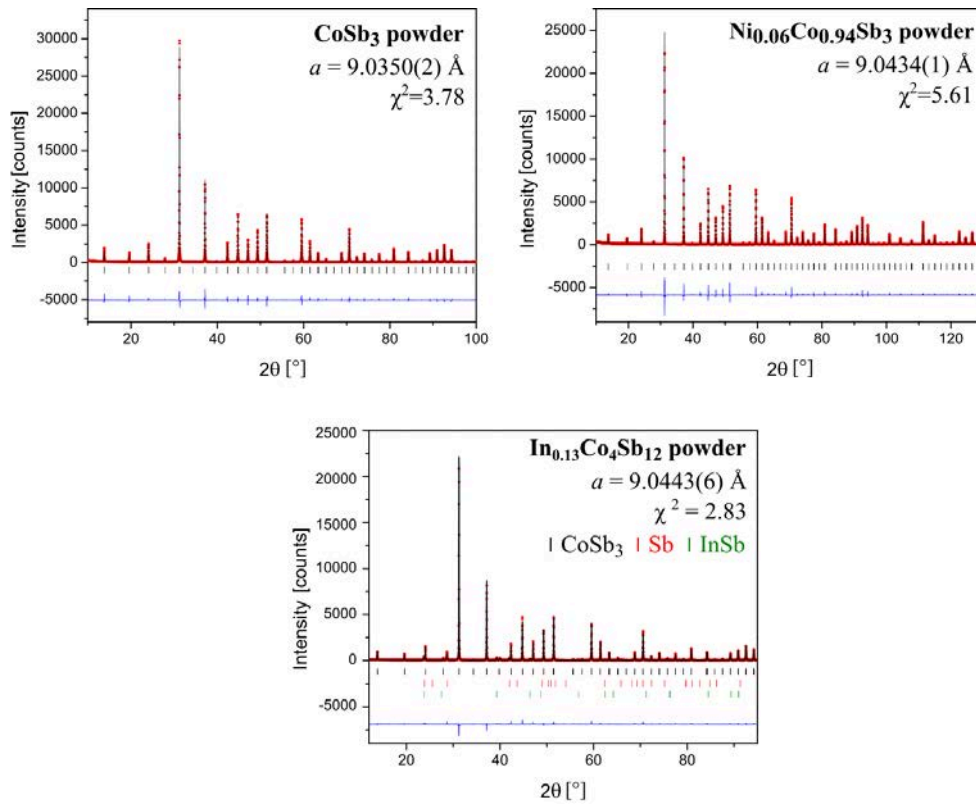 CoSb3 powder
a = 9.0350(2) Å
χ2=3.78
30000
25000
20000
15000
10000
5000
0
-5000
Intensity [counts]
20 40 60 80 100
2θ [°]
Ni0.06Co0.94Sb3 powder
a = 9.0434(1) Å
χ2=5.61
25000
20000
15000
10000
5000
0
-5000
Intensity [counts]
20 40 60 80 100 120
2θ [°]
In0.13Co4Sb12 powder
a = 9.0443(6) Å
χ 2 = 2.83
CoSb3 Sb InSb
25000
20000
15000
10000
5000
0
-5000
Intensity [counts]
20 40 60 80
2θ [°]